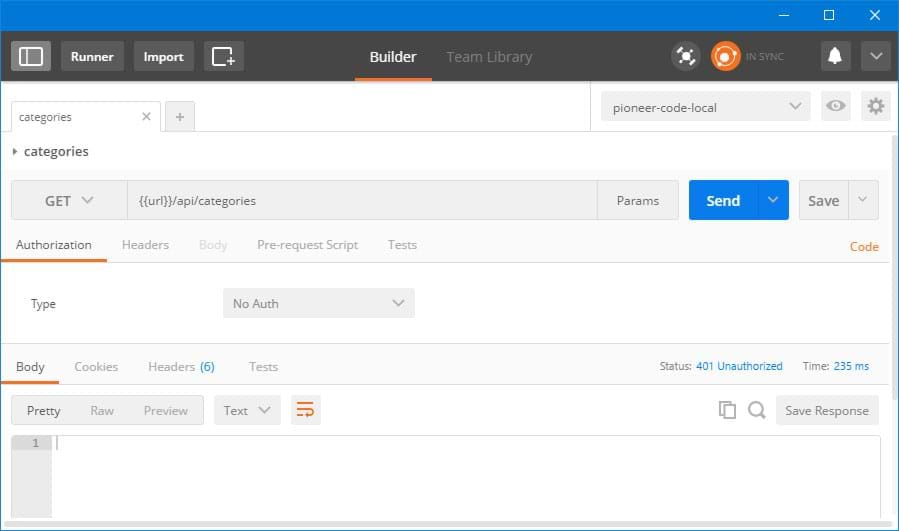 Runner Import Builder Team Library IN SYNC
categories pioneer-code-local
categories
GET {{url}}/api/categories Params Send Save
Authorization Headers Body Pre-request Script Tests Code
Type No Auth
Body Cookies Headers (6) Tests Status: 401 Unauthorized Time: 235 ms
Pretty Raw Preview Text Save Response
1